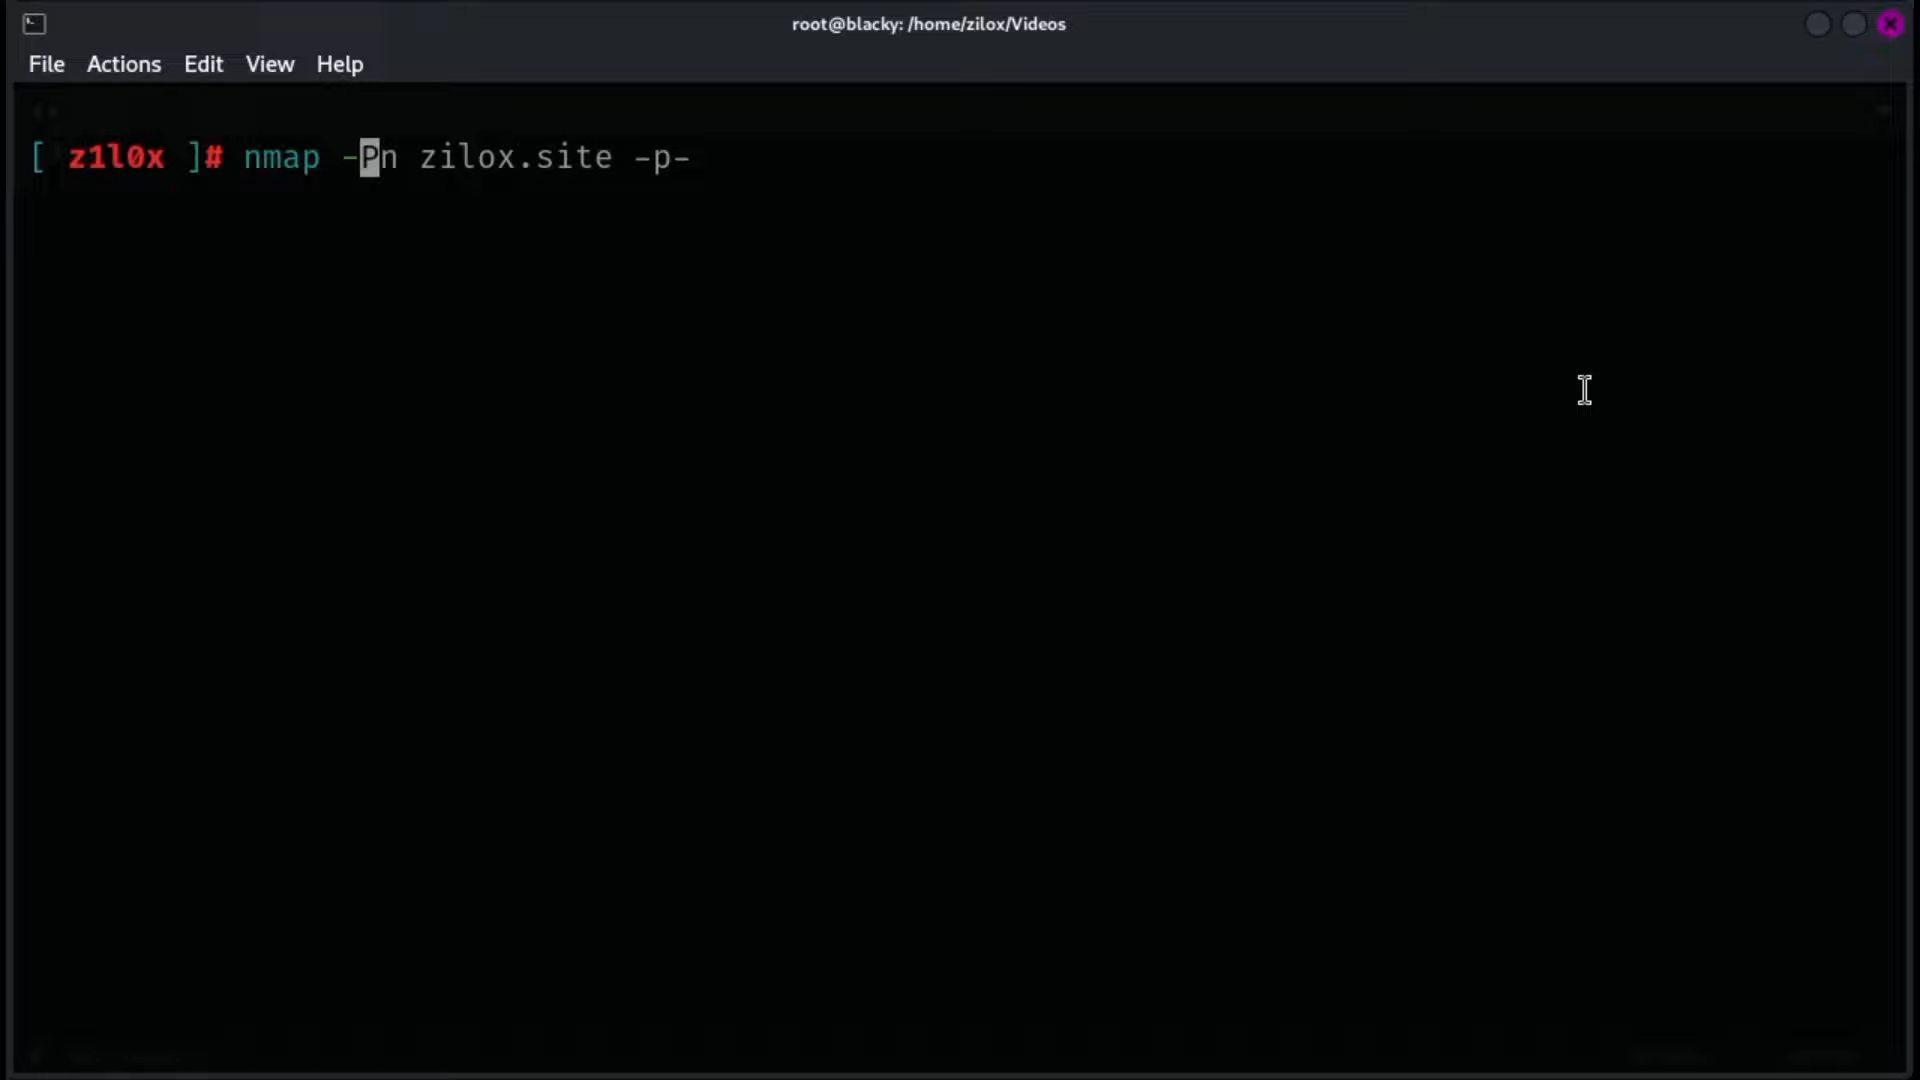 root@blacky: /home/zilox/Videos
File Actions Edit View Help
[ z1l0x ]# nmap -Pn zilox.site -p-